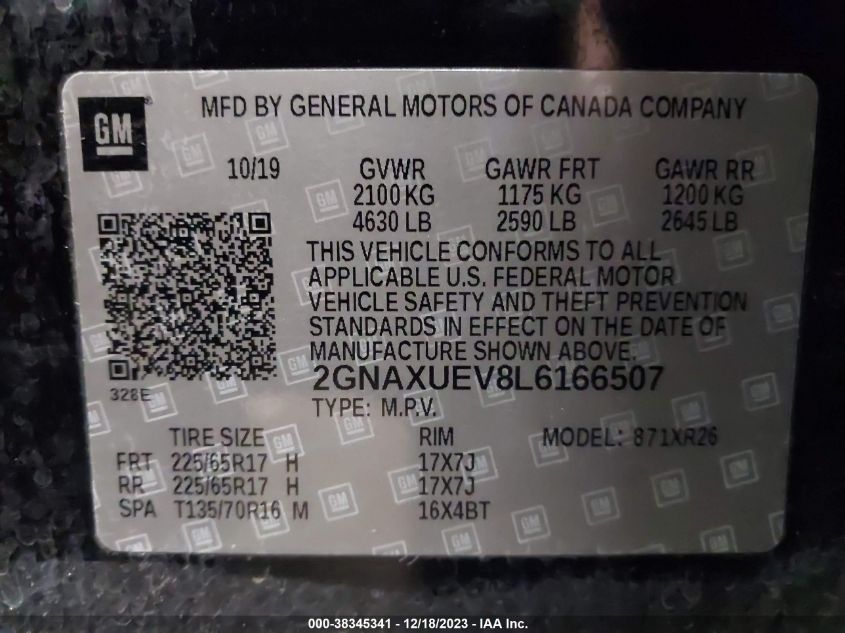 GM
MFD BY GENERAL MOTORS OF CANADA COMPANY
10/19 GVWR GAWR FRT GAWR RR
2100 KG 1175 KG 1200 KG
4630 LB 2590 LB 2645 LB
THIS VEHICLE CONFORMS TO ALL
APPLICABLE U.S. FEDERAL MOTOR
VEHICLE SAFETY AND THEFT PREVENTION
STANDARDS IN EFFECT ON THE DATE OF
MANUFACTURE SHOWN ABOVE.
328E
2GNAXUEV8L6166507
TYPE: M.P.V.
TIRE SIZE RIM MODEL: 871XR26
FRT 225/65R17 H 17X7J
RR 225/65R17 H 17X7J
SPA T135/70R16 M 16X4BT
000-38345341 - 12/18/2023 - IAA Inc.